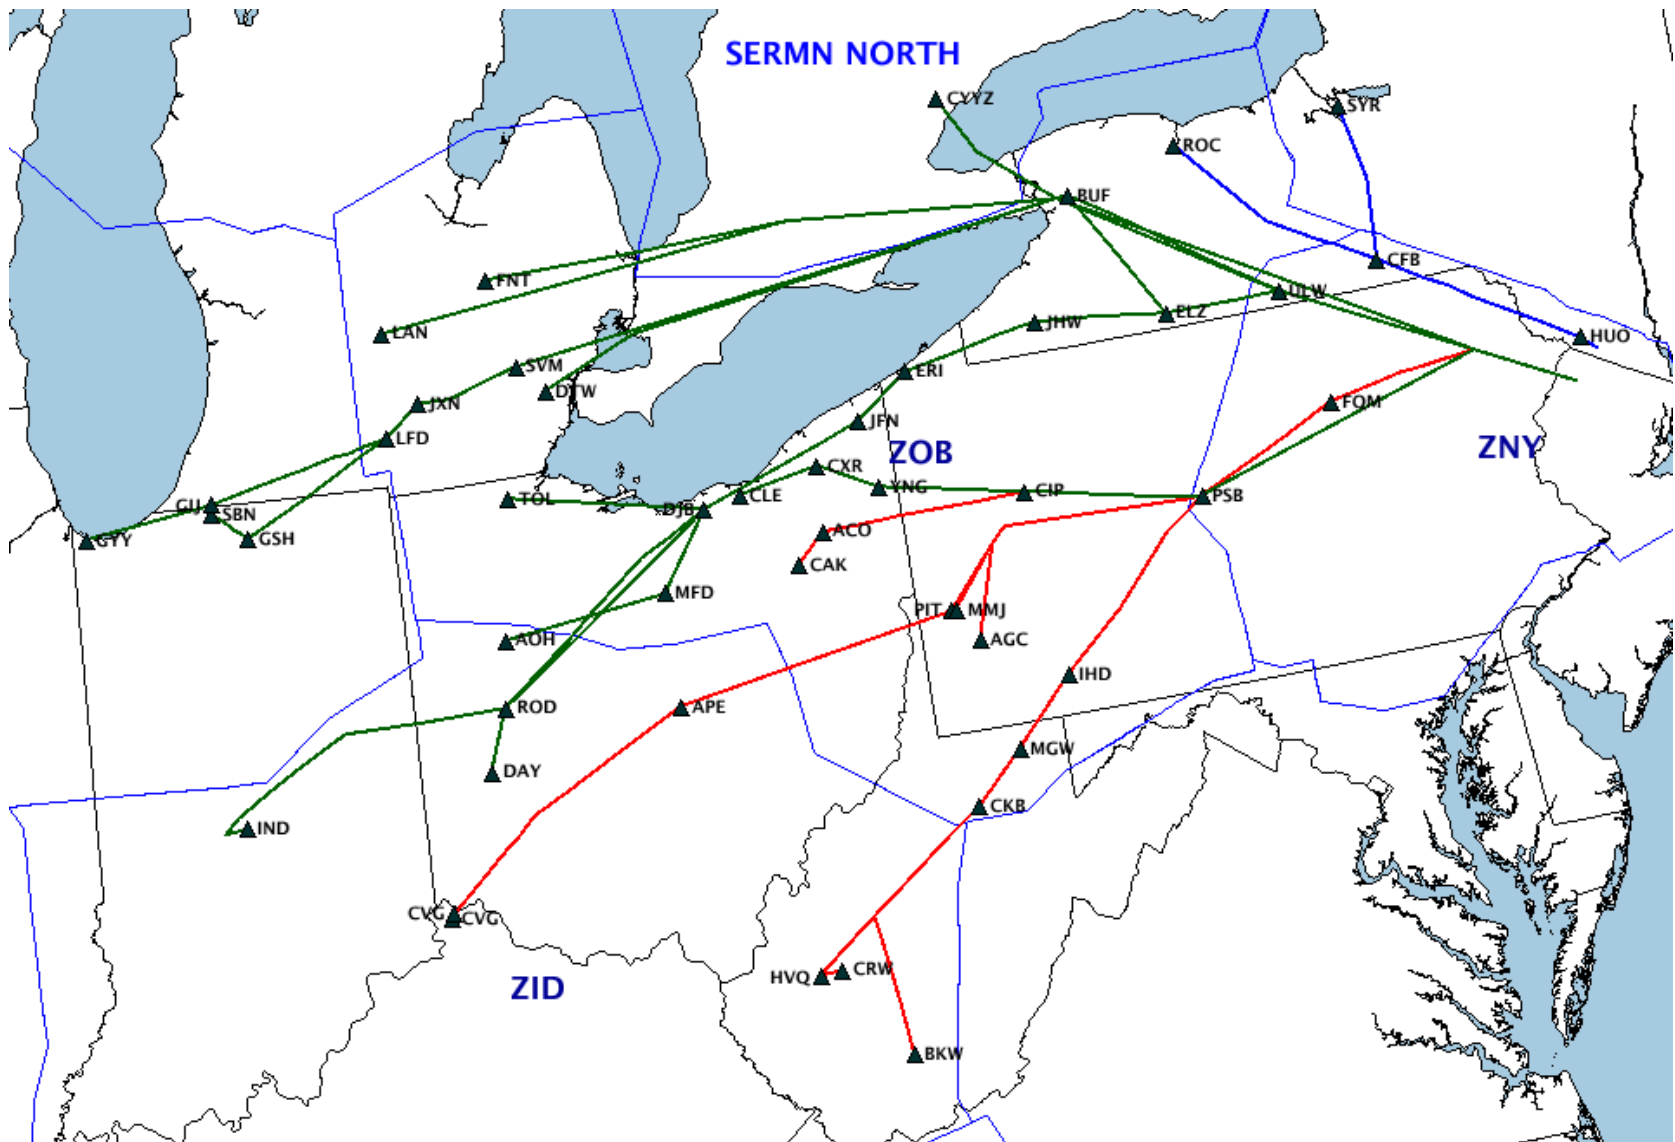 SERMN NORTH
CYYZ
SYR
ROC
BUF
CFB
FNT
ULW
ELZ
JHW
LAN
HUO
SVM
ERI
DTW
JXN
FQM
JFN
LFD
ZOB
ZNY
CXR
YNG
CIP
PSB
TOL
CLE
GIJ
DJB
SBN
ACO
GYY
GSH
CAK
MFD
PIT
MMJ
AOH
AGC
IHD
ROD
APE
MGW
DAY
CKB
IND
CVG
CVG
CRW
HVQ
ZID
BKW